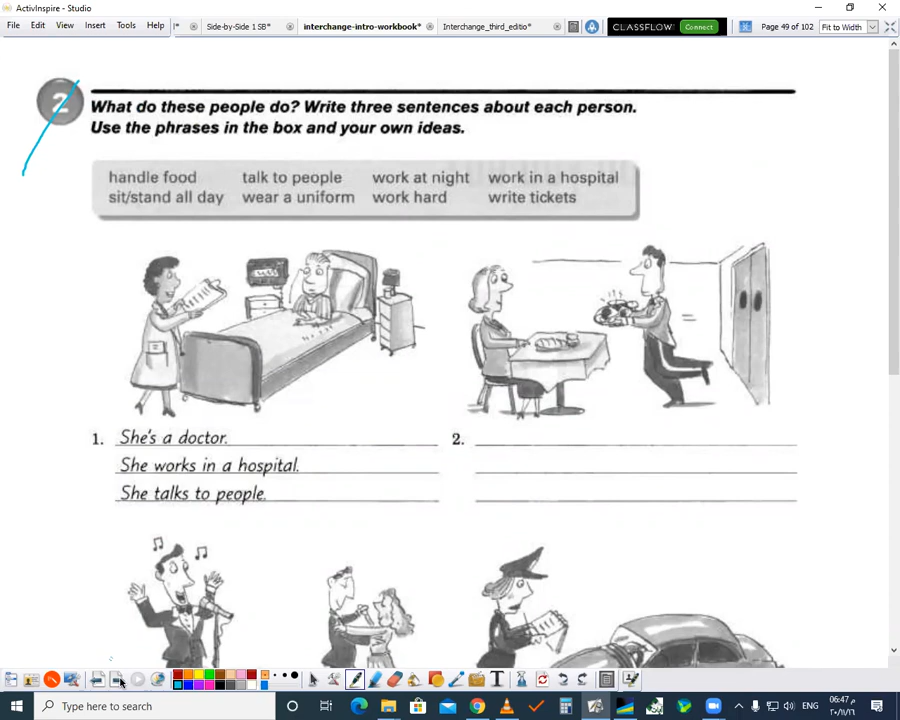 ActivInspire - Studio
File Edit View Insert Tools Help
l* Side-by-Side 1 SB* interchange-intro-workbook* Interchange_third_editio* CLASSFLOW Connect Page 49 of 102 Fit to Width
2
What do these people do? Write three sentences about each person.
Use the phrases in the box and your own ideas.
handle food talk to people work at night work in a hospital
sit/stand all day wear a uniform work hard write tickets
1. She's a doctor. 2.
She works in a hospital.
She talks to people.
Type here to search
ENG
06:47 م
٢٠٢١/١١/٢٦